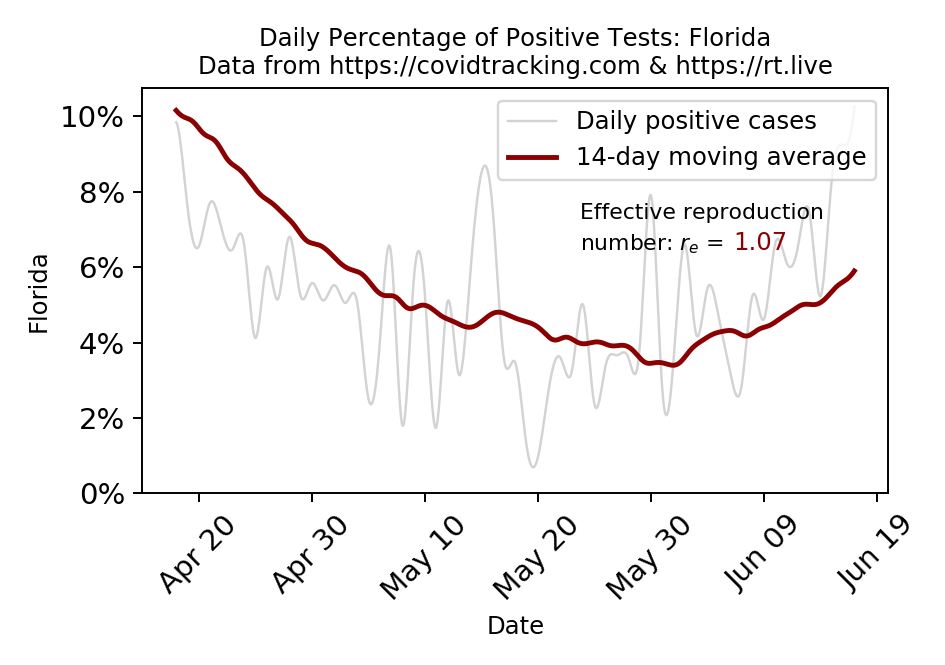 Daily Percentage of Positive Tests: Florida
Data from https://covidtracking.com & https://rt.live
Daily positive cases
14-day moving average
Effective reproduction
number: rₑ = 1.07
10%
8%
6%
4%
2%
0%
Florida
Apr 20
Apr 30
May 10
May 20
May 30
Jun 09
Jun 19
Date